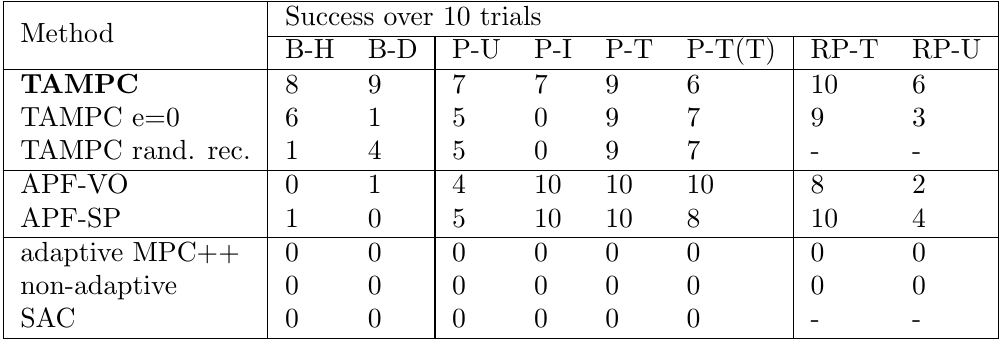 Method Success over 10 trials
B-H B-D P-U P-I P-T P-T(T) RP-T RP-U
TAMPC 8 9 7 7 9 6 10 6
TAMPC e=0 6 1 5 0 9 7 9 3
TAMPC rand. rec. 1 4 5 0 9 7 - -
APF-VO 0 1 4 10 10 10 8 2
APF-SP 1 0 5 10 10 8 10 4
adaptive MPC++ 0 0 0 0 0 0 0 0
non-adaptive 0 0 0 0 0 0 0 0
SAC 0 0 0 0 0 0 - -